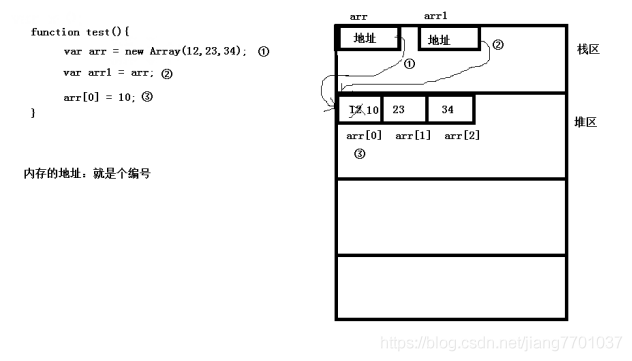 function test(){
var arr = new Array(12,23,34); ①
var arr1 = arr; ②
arr[0] = 10; ③
}
内存的地址：就是个编号
arr arr1
地址 地址 ② 栈区
①
12 10 23 34 堆区
arr[0] arr[1] arr[2]
③
https://blog.csdn.net/jiang7701037